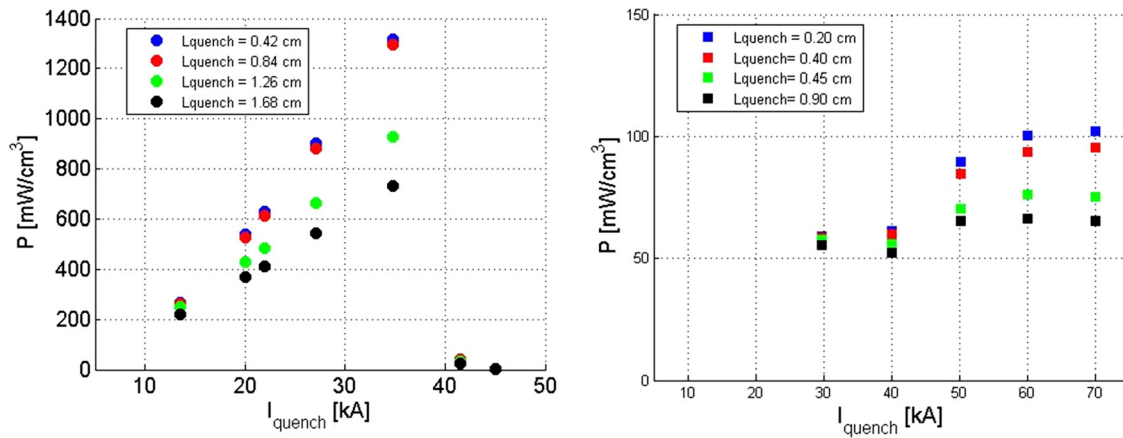 1400
1200
1000
800
600
400
200
0
P [mW/cm³]
Lquench = 0.42 cm
Lquench = 0.84 cm
Lquench = 1.26 cm
Lquench = 1.68 cm
10 20 30 40 50
I_quench [kA]
150
100
50
0
P [mW/cm³]
Lquench= 0.20 cm
Lquench= 0.40 cm
Lquench= 0.45 cm
Lquench= 0.90 cm
10 20 30 40 50 60 70
I_quench [kA]